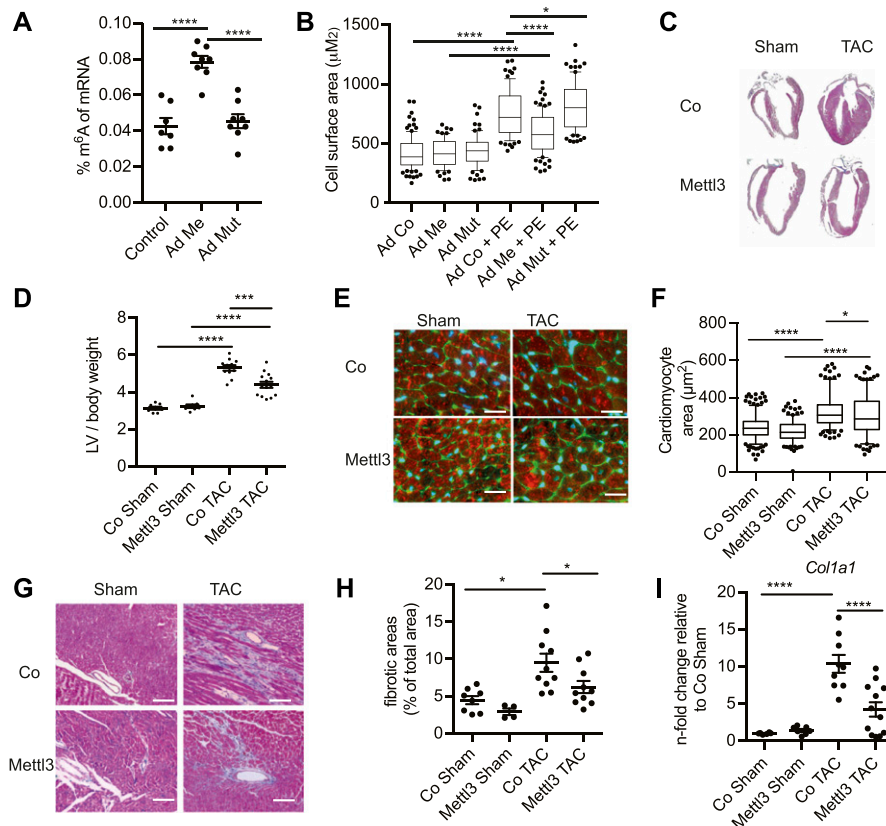 A
% m⁶A of mRNA
0.10
0.08
0.06
0.04
0.02
0.00
****
****
Control
Ad Me
Ad Mut
B
Cell surface area (μM2)
1500
1000
500
0
*
****
****
****
Ad Co
Ad Me
Ad Mut
Ad Co + PE
Ad Me + PE
Ad Mut + PE
C
Sham
TAC
Co
Mettl3
D
LV / body weight
8
6
4
2
0
***
****
****
Co Sham
Mettl3 Sham
Co TAC
Mettl3 TAC
E
Sham
TAC
Co
Mettl3
F
Cardiomyocyte
area (μm²)
800
600
400
200
0
*
****
****
Co Sham
Mettl3 Sham
Co TAC
Mettl3 TAC
G
Sham
TAC
Co
Mettl3
H
fibrotic areas
(% of total area)
20
15
10
5
0
*
*
Co Sham
Mettl3 Sham
Co TAC
Mettl3 TAC
I
Col1a1
n-fold change relative
to Co Sham
20
15
10
5
0
****
****
Co Sham
Mettl3 Sham
Co TAC
Mettl3 TAC